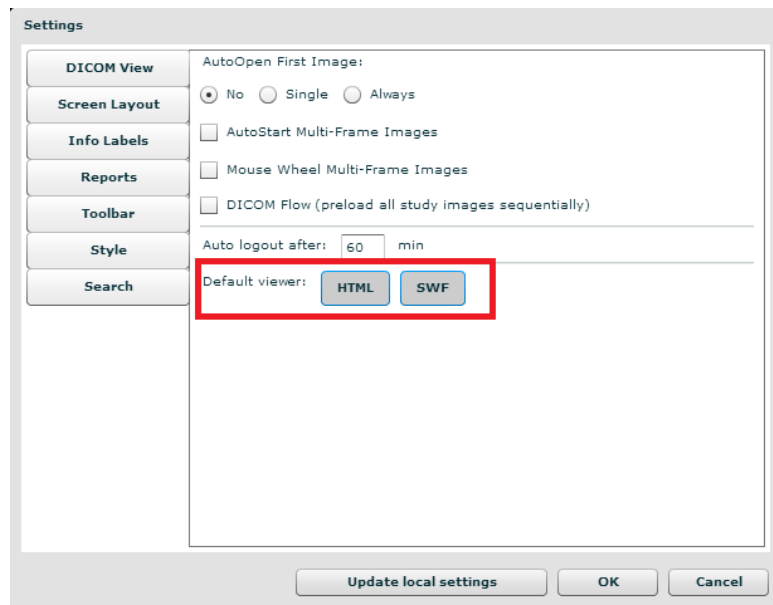 Settings
DICOM View
Screen Layout
Info Labels
Reports
Toolbar
Style
Search
AutoOpen First Image:
No Single Always
AutoStart Multi-Frame Images
Mouse Wheel Multi-Frame Images
DICOM Flow (preload all study images sequentially)
Auto logout after: 60 min
Default viewer: HTML SWF
Update local settings OK Cancel